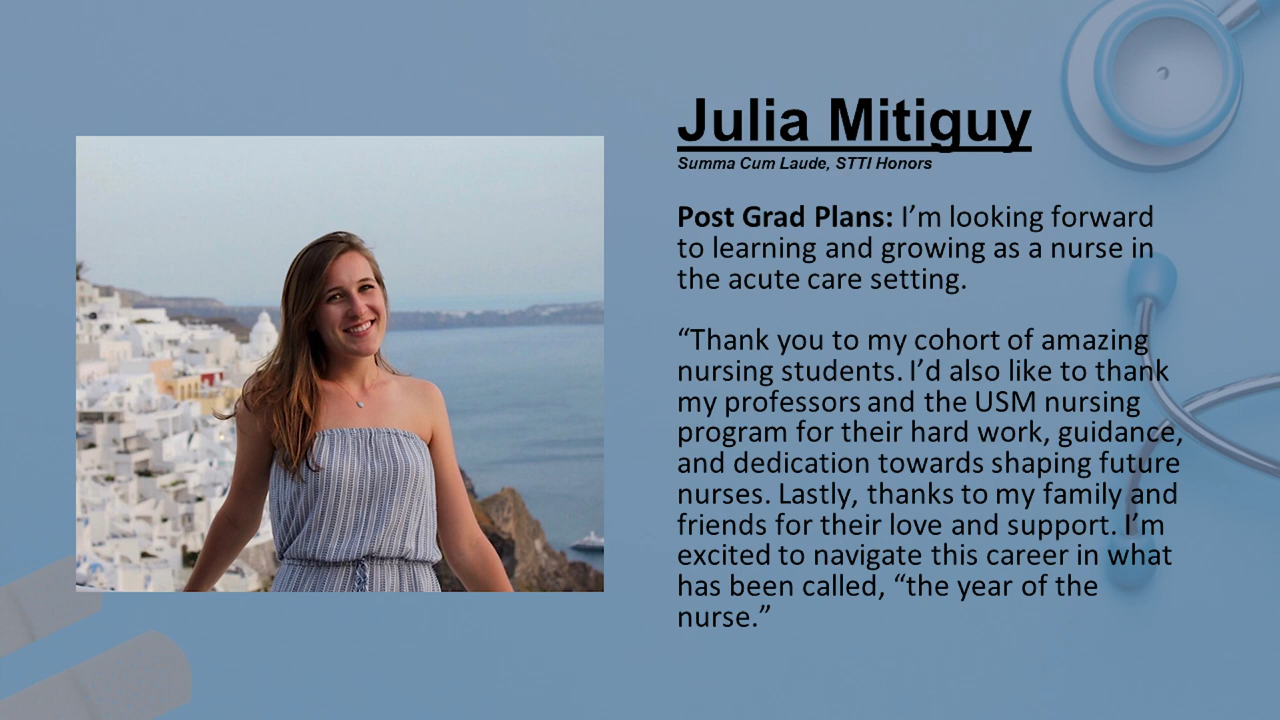 Julia Mitiguy
Summa Cum Laude, STTI Honors
Post Grad Plans: I’m looking forward
to learning and growing as a nurse in
the acute care setting.
“Thank you to my cohort of amazing
nursing students. I’d also like to thank
my professors and the USM nursing
program for their hard work, guidance,
and dedication towards shaping future
nurses. Lastly, thanks to my family and
friends for their love and support. I’m
excited to navigate this career in what
has been called, “the year of the
nurse.”